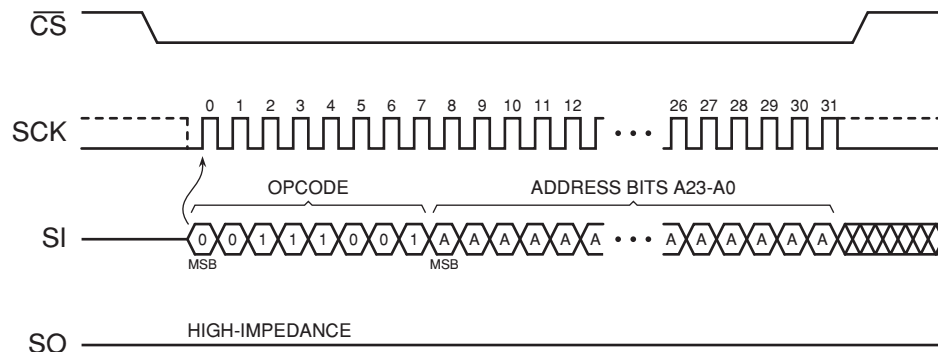 CS
SCK
0 1 2 3 4 5 6 7 8 9 10 11 12 26 27 28 29 30 31
OPCODE ADDRESS BITS A23-A0
SI
0 0 1 1 1 0 0 1 A A A A A A A A A A A A
MSB MSB
HIGH-IMPEDANCE
SO